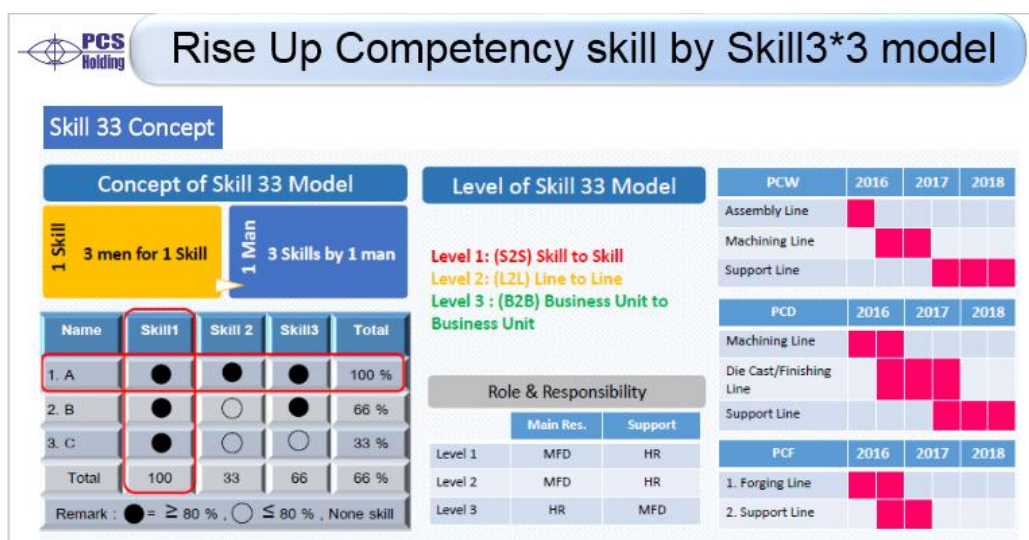 PCS
Holding
Rise Up Competency skill by Skill3*3 model
Skill 33 Concept
Concept of Skill 33 Model
1 Skill
3 men for 1 Skill
1 Man
3 Skills by 1 man
Name Skill1 Skill 2 Skill3 Total
1. A ● ● ● 100 %
2. B ● ○ ● 66 %
3. C ● ○ ○ 33 %
Total 100 33 66 66 %
Remark : ● = ≥ 80 % , ○ ≤ 80 % , None skill
Level of Skill 33 Model
Level 1: (S2S) Skill to Skill
Level 2: (L2L) Line to Line
Level 3 : (B2B) Business Unit to
Business Unit
Role & Responsibility
Main Res. Support
Level 1 MFD HR
Level 2 MFD HR
Level 3 HR MFD
PCW 2016 2017 2018
Assembly Line
Machining Line
Support Line
PCD 2016 2017 2018
Machining Line
Die Cast/Finishing
Line
Support Line
PCF 2016 2017 2018
1. Forging Line
2. Support Line